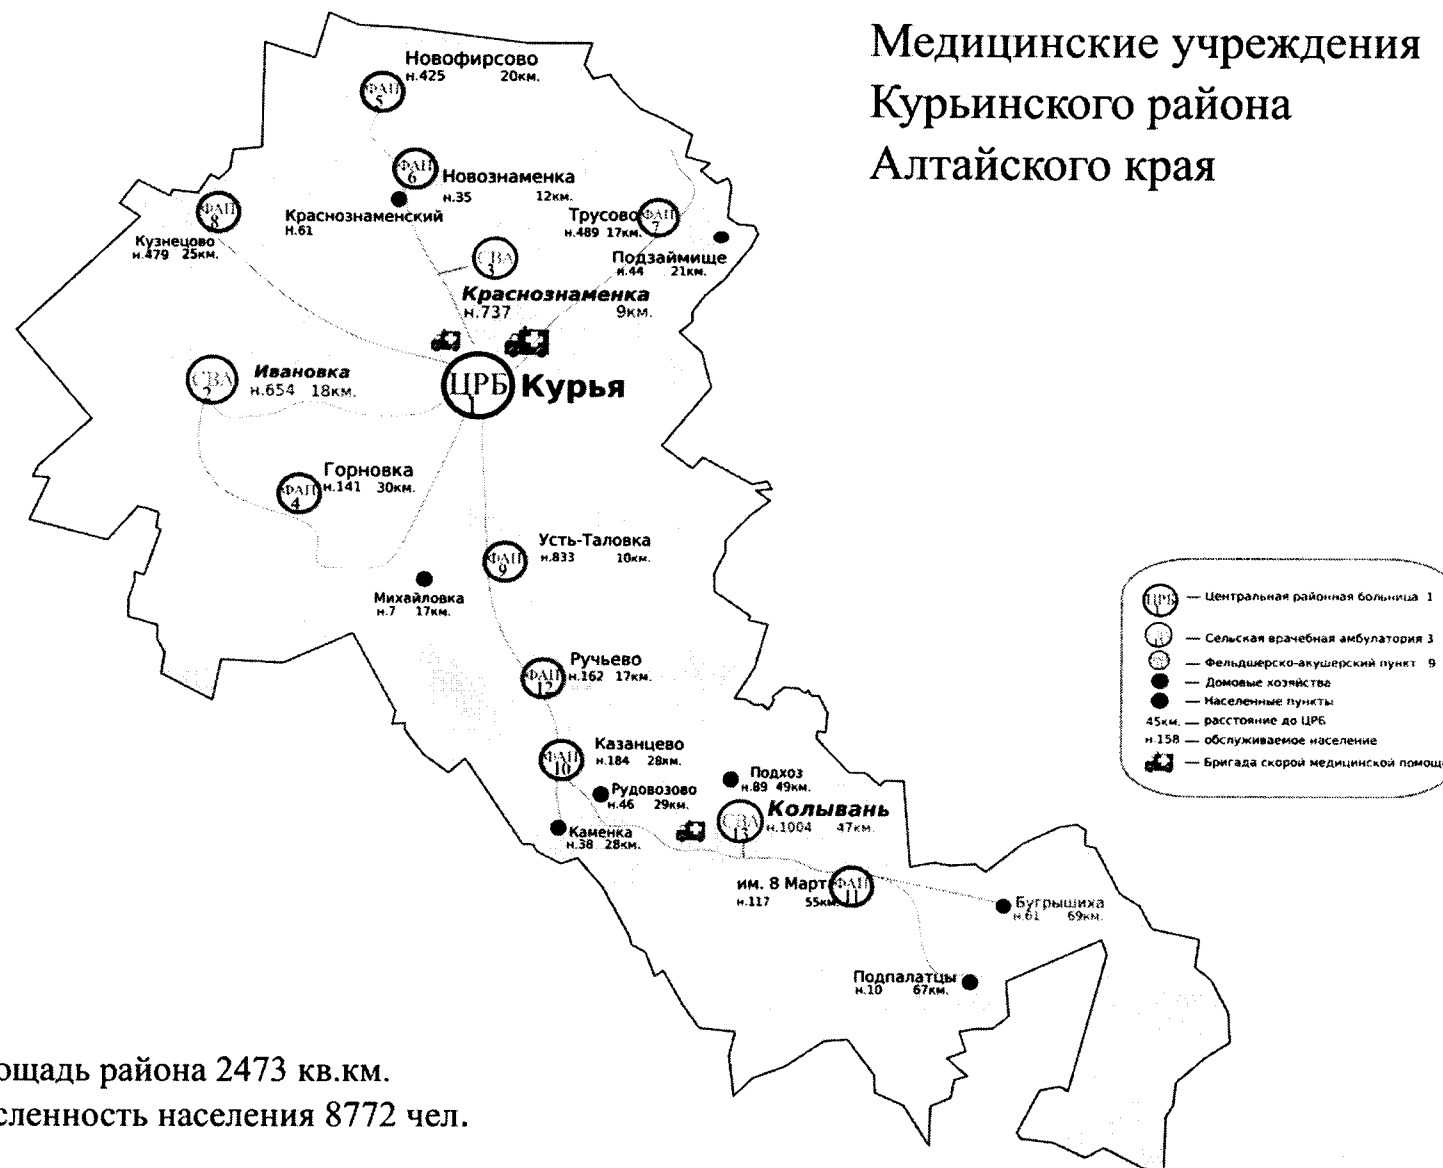 Медицинские учреждения
Курьинского района
Алтайского края
Новофирсово
н.425 20км.
ФАП
5
ФАП
6
Новознаменка
н.35 12км.
Краснознаменский
н.61
ФАП
8
Кузнецово
н.479 25км.
Трусово
н.489 17км.
ФАП
7
Подзаймище
н.44 21км.
СВА
3
Краснознаменка
н.737 9км.
ЦРБ
1
Курья
СВА
2
Ивановка
н.654 18км.
Горновка
н.141 30км.
ФАП
4
Усть-Таловка
н.833 10км.
ФАП
9
Михайловка
н.7 17км.
Ручьево
н.162 17км.
ФАП
12
Казанцево
н.184 28км.
ФАП
10
Рудовозово
н.46 29км.
Каменка
н.38 28км.
Подхоз
н.89 49км.
Колывань
н.1004 47км.
СВА
13
им. 8 Март
н.117 55км.
ФАП
11
Бугрышиха
н.61 69км.
Подпалатцы
н.10 67км.
ЦРБ
1
— Центральная районная больница 1
— Сельская врачебная амбулатория 3
— Фельдшерско-акушерский пункт 9
— Домовые хозяйства
— Населенные пункты
45км. — расстояние до ЦРБ
н.158 — обслуживаемое население
— Бригада скорой медицинской помощ
ощадь района 2473 кв.км.
сленность населения 8772 чел.